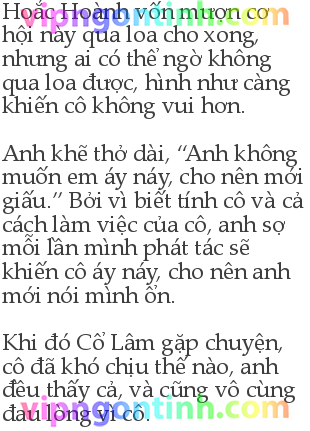 vipngontinh.com
Hoắc Hoành vốn mượn cơ
hội này qua loa cho xong,
nhưng ai có thể ngờ không
qua loa được, hình như càng
khiến cô không vui hơn.
Anh khẽ thở dài, “Anh không
muốn em áy náy, cho nên mới
giấu.” Bởi vì biết tính cô và cả
cách làm việc của cô, anh sợ
mỗi lần mình phát tác sẽ
khiến cô áy náy, cho nên anh
mới nói mình ổn.
Khi đó Cổ Lâm gặp chuyện,
cô đã khó chịu thế nào, anh
đều thấy cả, và cũng vô cùng
đau lòng vì cô.
vipngontinh.com